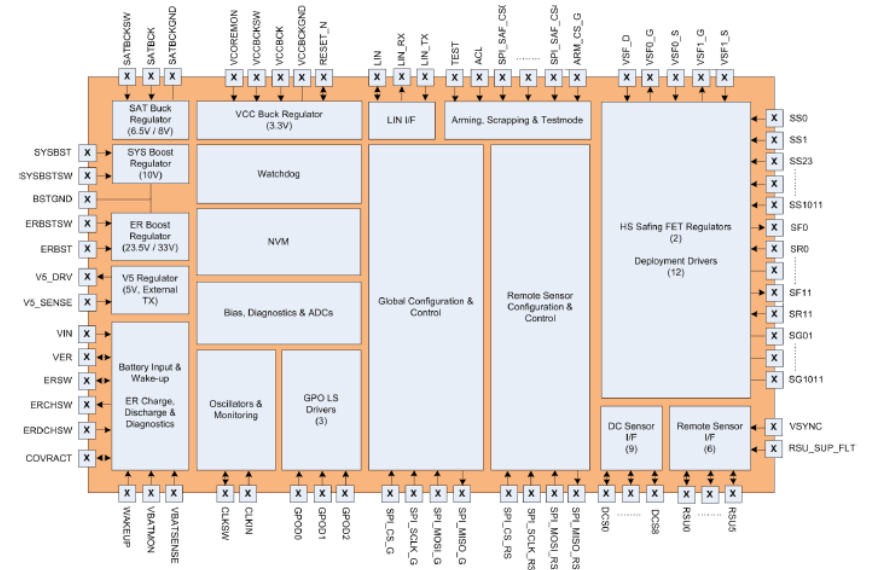 SATBCKSW
SATBCK
SATBCKGND
VCOREMON
VCCBCKSW
VCCBCK
VCCBCKGND
RESET_N
LIN
LIN_RX
LIN_TX
TEST
ACL
SPI_SAF_CS
ARM_CS_G
VSF_D
VSF0_G
VSF0_S
VSF1_G
VSF1_S
X X X X X X X X X X X X X X X X X X X X X
SAT Buck
Regulator
(6.5V / 8V)
VCC Buck Regulator
(3.3V)
LIN I/F
Arming, Scrapping & Testmode
SYSBST X
SYSBSTSW X
BSTGND X
ERBSTSW X
ERBST X
V5_DRV X
V5_SENSE X
VIN X
VER X
ERSW X
ERCHSW X
ERDCHSW X
COVRACT X
SYS Boost
Regulator
(10V)
ER Boost
Regulator
(23.5V / 33V)
V5 Regulator
(5V, External
TX)
Battery Input &
Wake-up
ER Charge,
Discharge &
Diagnostics
Watchdog
NVM
Bias, Diagnostics & ADCs
Oscillators &
Monitoring
GPO LS
Drivers
(3)
Global Configuration &
Control
Remote Sensor
Configuration &
Control
HS Safing FET Regulators
(2)
Deployment Drivers
(12)
DC Sensor
I/F
(9)
Remote Sensor
I/F
(6)
X SS0
X SS1
X SS23
X
X SS1011
X SF0
X SR0
X
X SF11
X SR11
X SG01
X
X SG1011
X VSYNC
X RSU_SUP_FLT
X X X X X X X X X X X X X X X X X X X X X X
WAKEUP
VBATMON
VBATSENSE
CLKSW
CLKIN
GPOD0
GPOD1
GPOD2
SPI_CS_G
SPI_SCLK_G
SPI_MOSI_G
SPI_MISO_G
SPI_CS_RS
SPI_SCLK_RS
SPI_MOSI_RS
SPI_MISO_RS
DCS0
DCS8
RSU0
RSU5